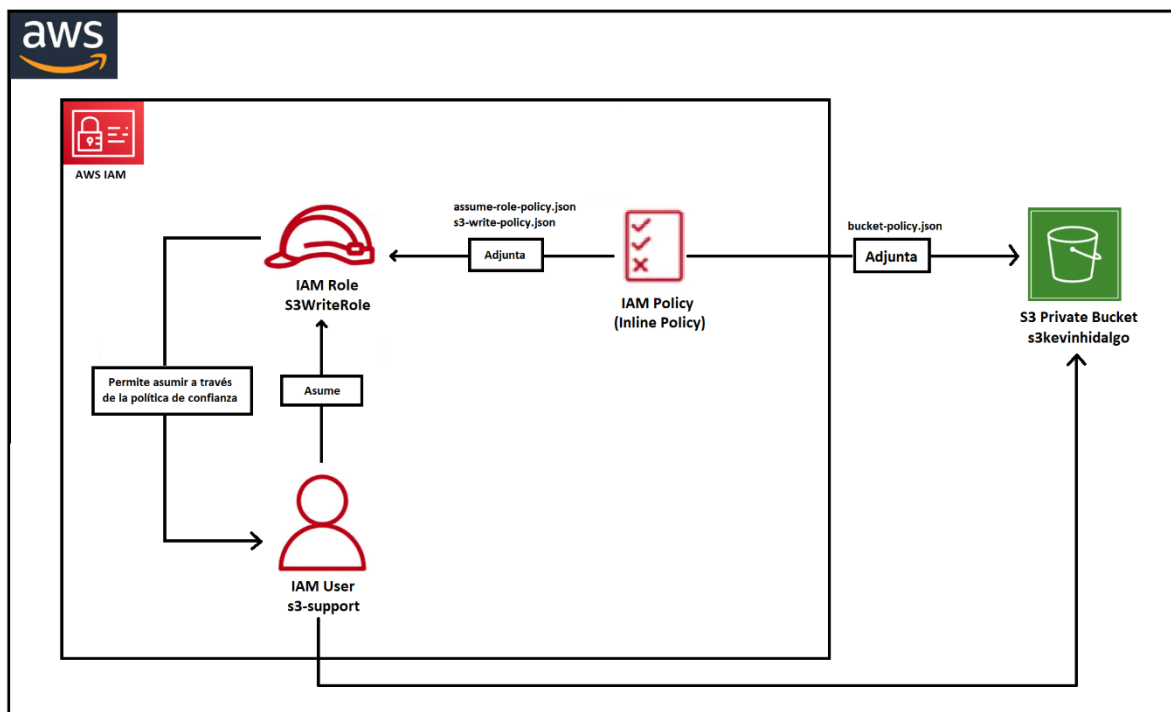 aws
AWS IAM
assume-role-policy.json
s3-write-policy.json
Adjunta
bucket-policy.json
Adjunta
IAM Role
S3WriteRole
IAM Policy
(Inline Policy)
S3 Private Bucket
s3kevinhidalgo
Permite asumir a través
de la política de confianza
Asume
IAM User
s3-support